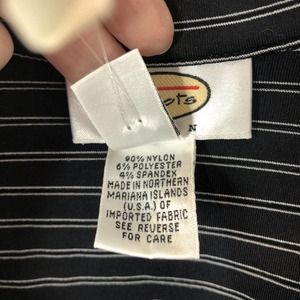 N
90% NYLON
6% POLYESTER
4% SPANDEX
MADE IN NORTHERN
MARIANA ISLANDS
(U.S.A.) OF
IMPORTED FABRIC
SEE REVERSE
FOR CARE